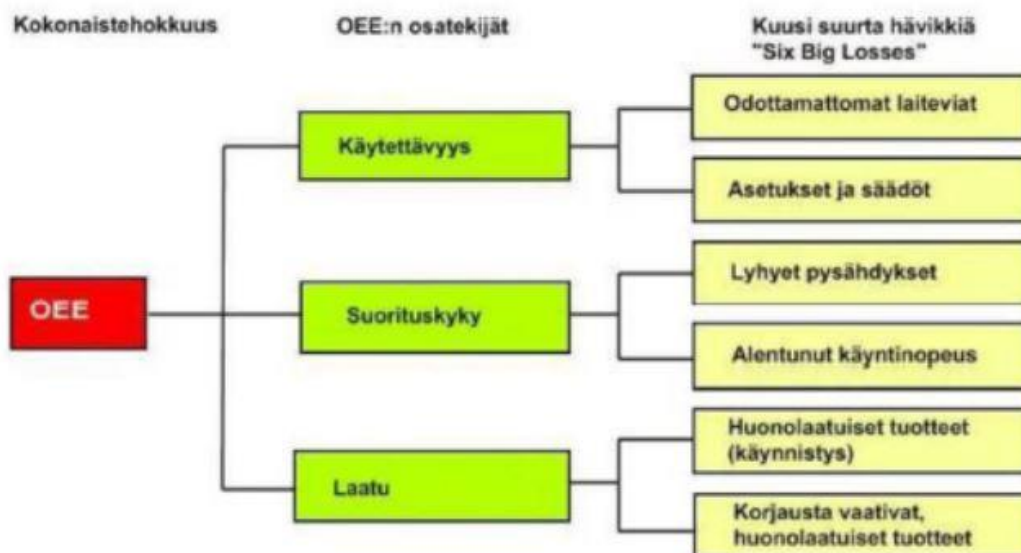 Kokonaistehokkuus
OEE:n osatekijät
Kuusi suurta hävikkiä
"Six Big Losses"
OEE
Käytettävyys
Odottamattomat laiteviat
Asetukset ja säädöt
Suorituskyky
Lyhyet pysähdykset
Alentunut käyntinopeus
Laatu
Huonolaatuiset tuotteet
(käynnistys)
Korjausta vaativat,
huonolaatuiset tuotteet